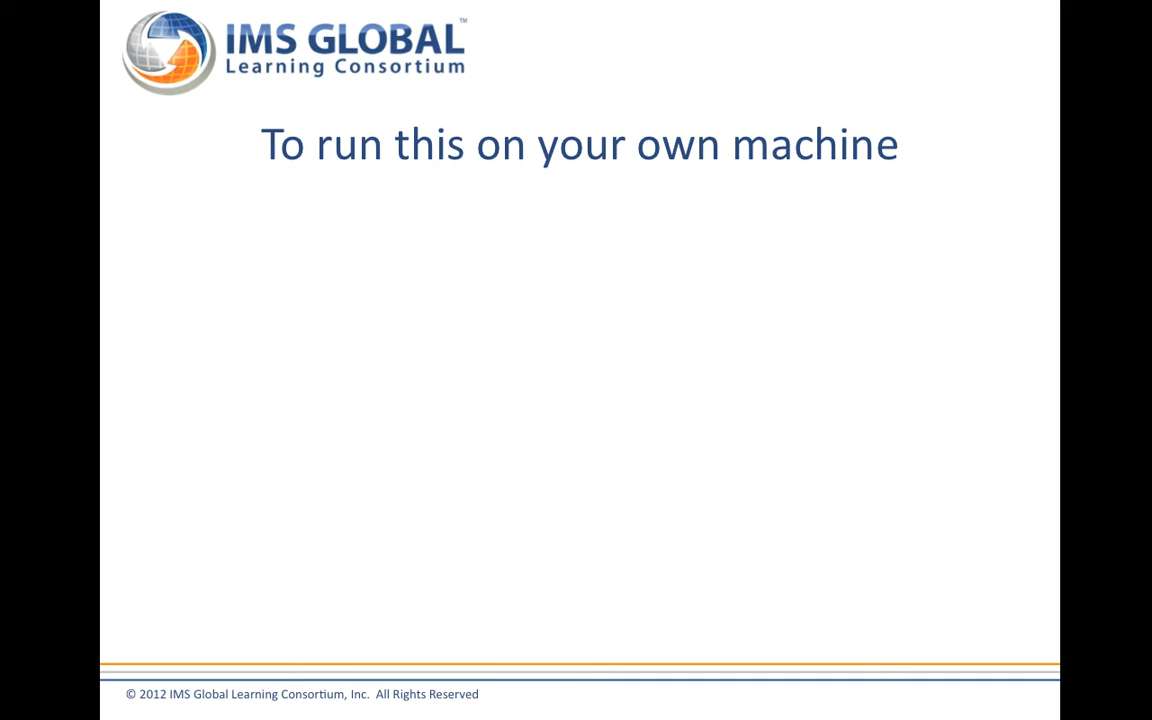 IMS GLOBAL™
Learning Consortium
To run this on your own machine
© 2012 IMS Global Learning Consortium, Inc. All Rights Reserved